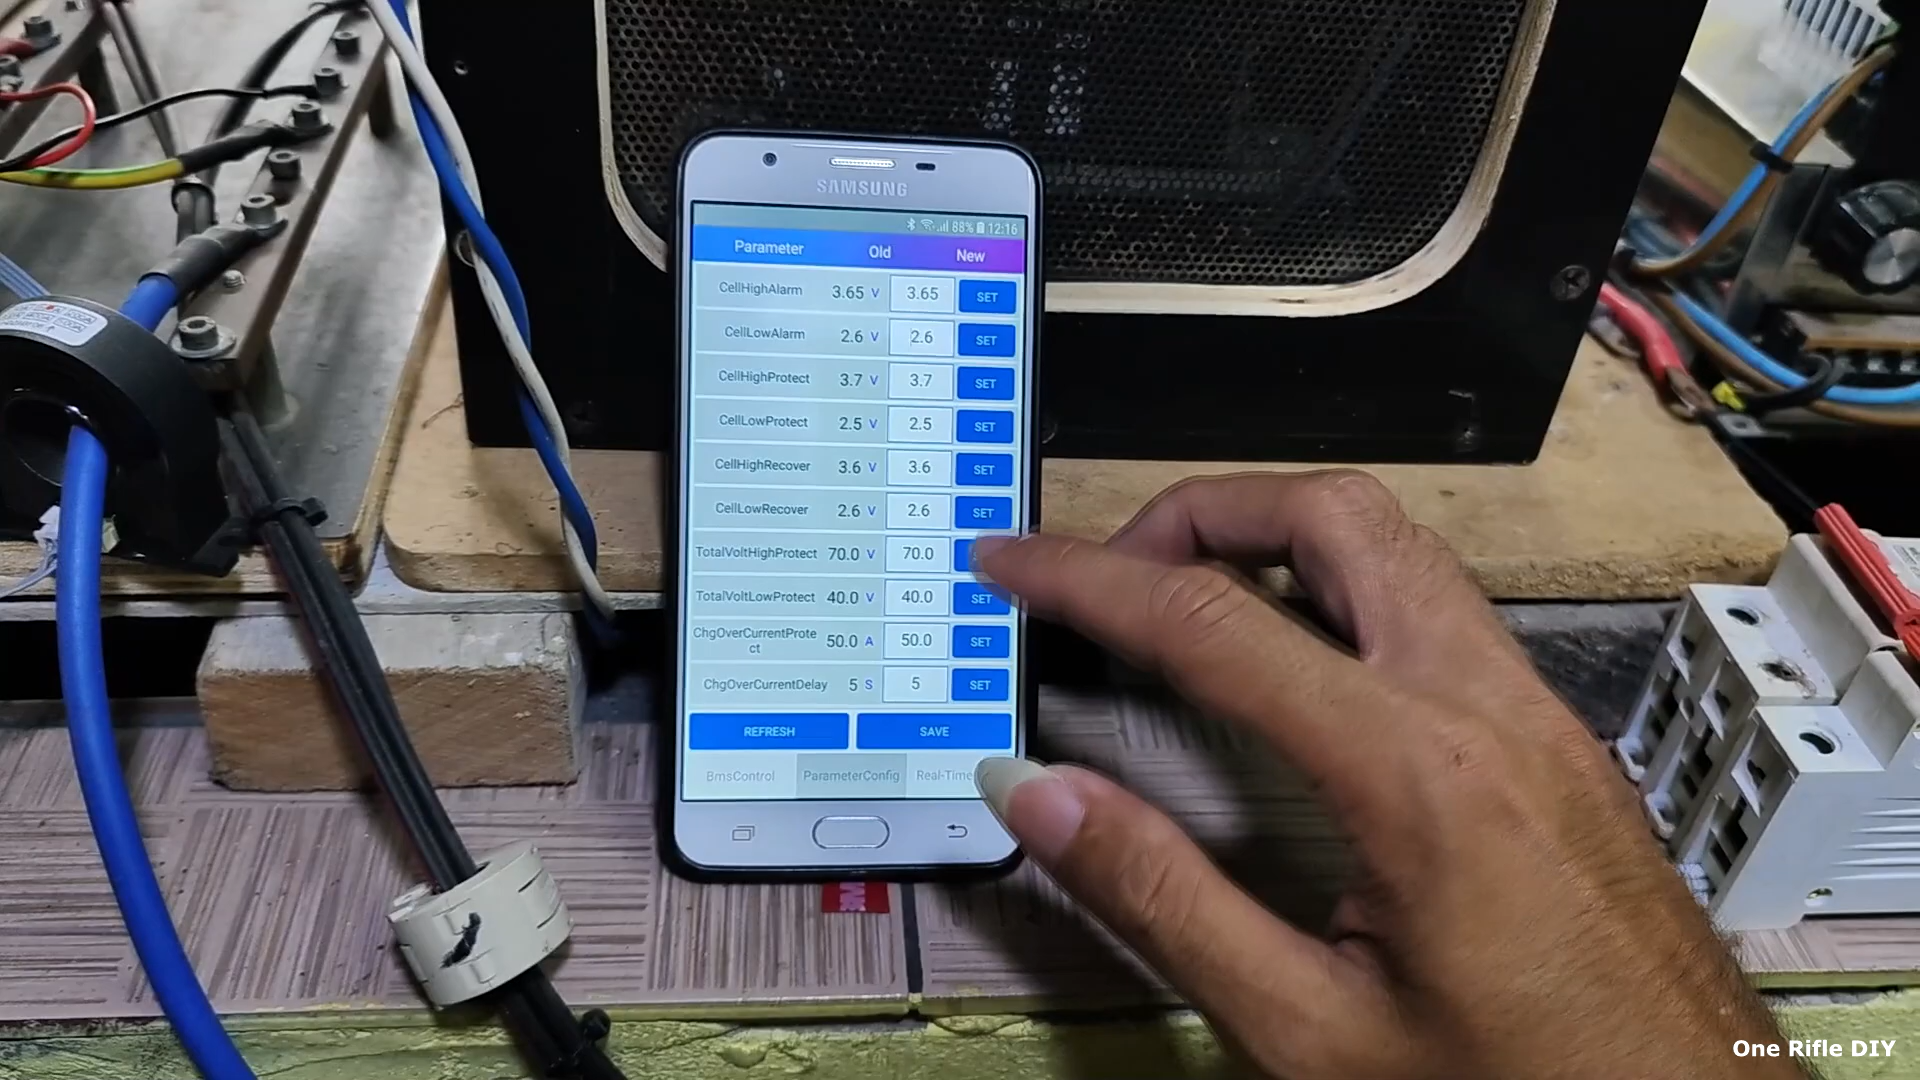 SAMSUNG
88% 12:16
Parameter Old New
CellHighAlarm 3.65 V 3.65 SET
CellLowAlarm 2.6 V 2.6 SET
CellHighProtect 3.7 V 3.7 SET
CellLowProtect 2.5 V 2.5 SET
CellHighRecover 3.6 V 3.6 SET
CellLowRecover 2.6 V 2.6 SET
TotalVoltHighProtect 70.0 V 70.0
TotalVoltLowProtect 40.0 V 40.0 SET
ChgOverCurrentProte
ct 50.0 A 50.0 SET
ChgOverCurrentDelay 5 S 5 SET
REFRESH SAVE
BmsControl ParameterConfig Real-Time
One Rifle DIY